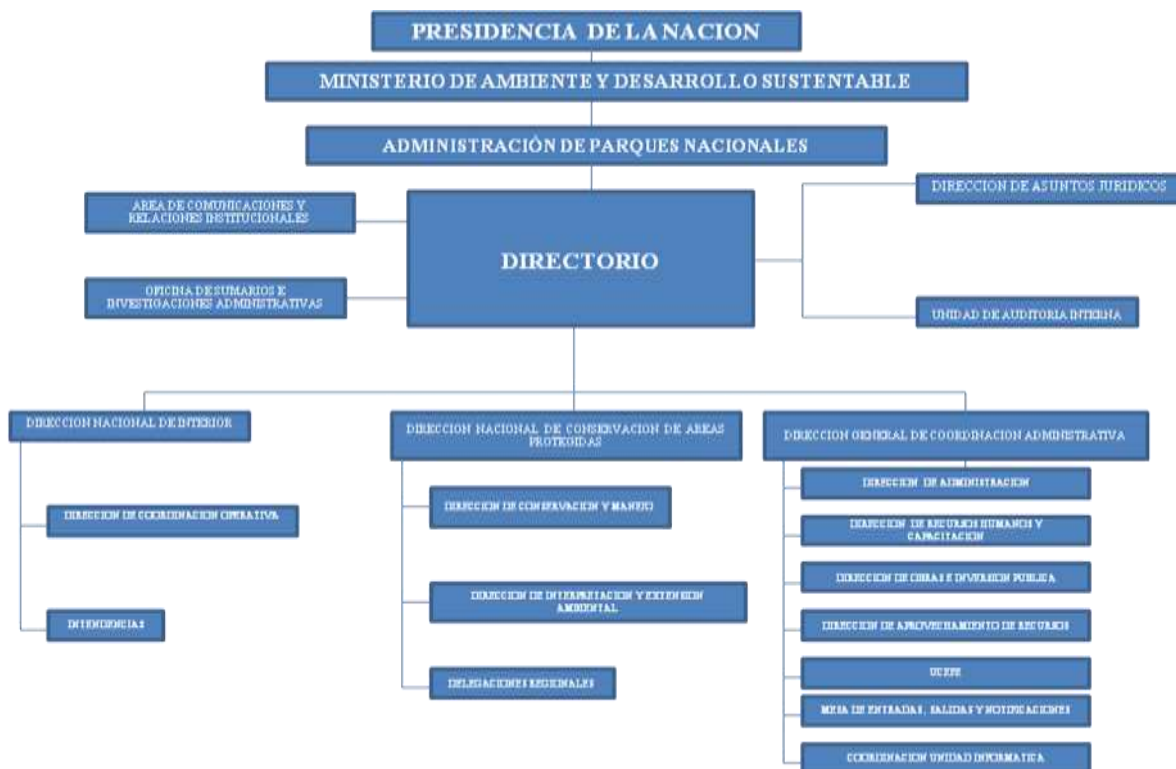 PRESIDENCIA DE LA NACION
MINISTERIO DE AMBIENTE Y DESARROLLO SUSTENTABLE
ADMINISTRACIÓN DE PARQUES NACIONALES
AREA DE COMUNICACIONES Y
RELACIONES INSTITUCIONALES
DIRECCION DE ASUNTOS JURIDICOS
DIRECTORIO
OFICINA DE SUMARIOS E
INVESTIGACIONES ADMINISTRATIVAS
UNIDAD DE AUDITORIA INTERNA
DIRECCION NACIONAL DE INTERIOR
DIRECCION DE COORDINACION OPERATIVA
INTENDENCIAS
DIRECCION NACIONAL DE CONSERVACION DE AREAS
PROTEGIDAS
DIRECCION DE CONSERVACION Y MANEJO
DIRECCION DE INTERPRETACION Y EXTENSION
AMBIENTAL
DELEGACIONES REGIONALES
DIRECCION GENERAL DE COORDINACION ADMINISTRATIVA
DIRECCION DE ADMINISTRACION
DIRECCION DE RECURSOS HUMANOS Y
CAPACITACION
DIRECCION DE OBRAS E INVERSION PUBLICA
DIRECCION DE APROVECHAMIENTO DE RECURSOS
UCEFE
MESA DE ENTRADAS, SALIDAS Y NOTIFICACIONES
COORDINACION UNIDAD INFORMATICA